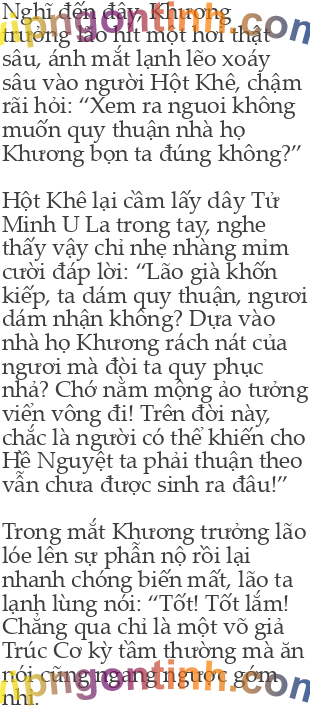 Nghĩ đến đây, Khương
trưởng lão hít một hơi thật
sâu, ánh mắt lạnh lẽo xoáy
sâu vào người Hột Khê, chậm
rãi hỏi: “Xem ra nguoi không
muốn quy thuận nhà họ
Khương bọn ta đúng không?”
Hột Khê lại cầm lấy dây Tử
Minh U La trong tay, nghe
thấy vậy chỉ nhẹ nhàng mỉm
cười đáp lời: “Lão già khốn
kiếp, ta dám quy thuận, ngươi
dám nhận không? Dựa vào
nhà họ Khương rách nát của
ngươi mà đòi ta quy phục
nhả? Chớ nằm mộng ảo tưởng
viển vông đi! Trên đời này,
chắc là người có thể khiến cho
Hề Nguyệt ta phải thuận theo
vẫn chưa được sinh ra đâu!”
Trong mắt Khương trưởng lão
lóe lên sự phẫn nộ rồi lại
nhanh chóng biến mất, lão ta
lạnh lùng nói: “Tốt! Tốt lắm!
Chẳng qua chỉ là một võ giả
Trúc Cơ kỳ tầm thường mà ăn
nói cũng ngang ngược gớm
nhỉ.
vipngontinh.com
vipngontinh.com